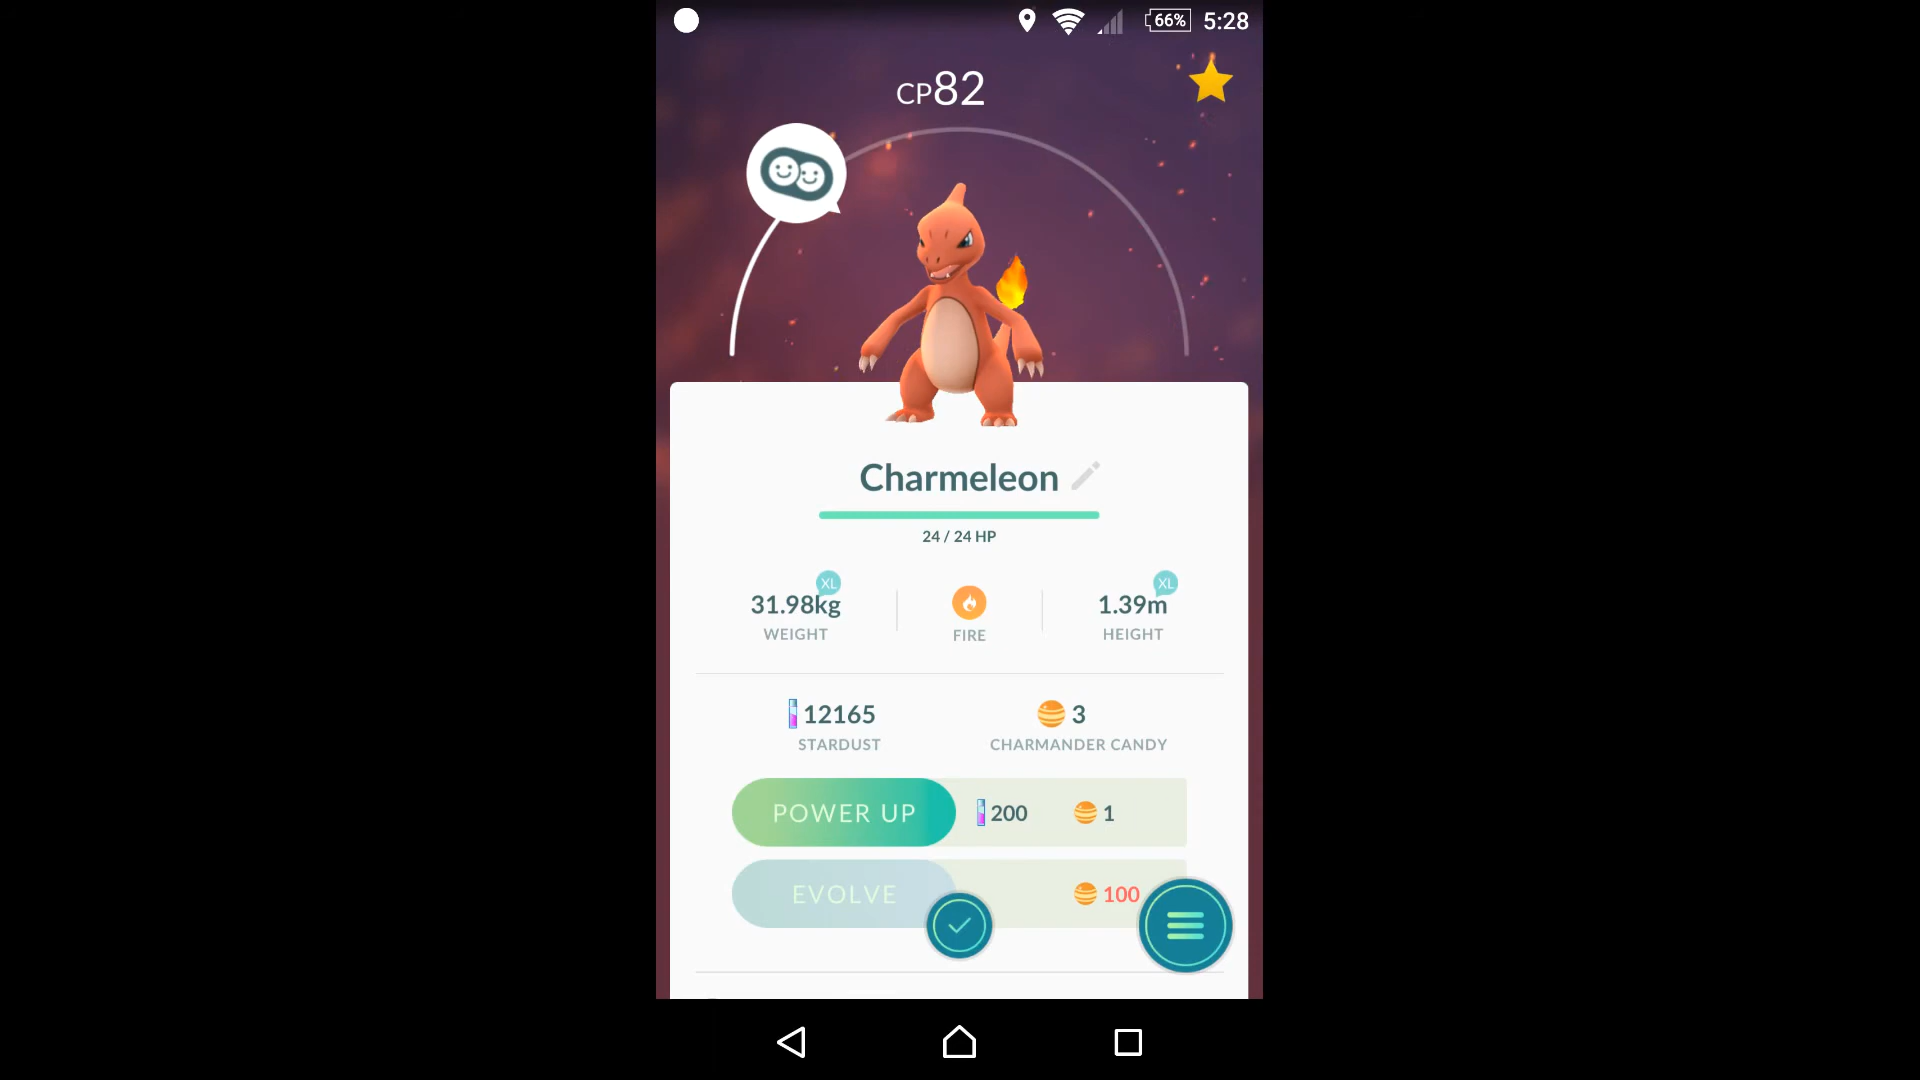 66% 5:28
CP82
Charmeleon
24 / 24 HP
XL XL
31.98kg 1.39m
WEIGHT FIRE HEIGHT
12165 3
STARDUST CHARMANDER CANDY
POWER UP 200 1
EVOLVE 100